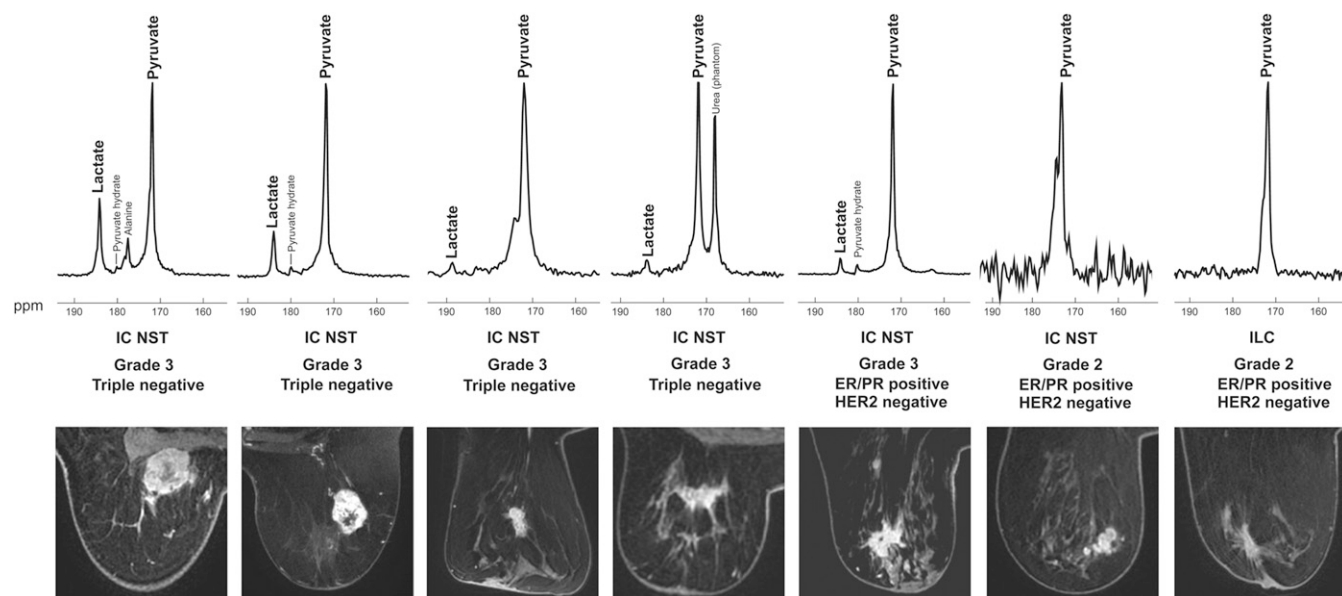 Pyruvate
Lactate
Pyruvate hydrate
Alanine
Pyruvate
Lactate
Pyruvate hydrate
Pyruvate
Lactate
Pyruvate
Urea (phantom)
Lactate
Pyruvate
Lactate
Pyruvate hydrate
Pyruvate
Pyruvate
ppm
190 180 170 160
190 180 170 160
190 180 170 160
190 180 170 160
190 180 170 160
190 180 170 160
190 180 170 160
IC NST
Grade 3
Triple negative
IC NST
Grade 3
Triple negative
IC NST
Grade 3
Triple negative
IC NST
Grade 3
Triple negative
IC NST
Grade 3
ER/PR positive
HER2 negative
IC NST
Grade 2
ER/PR positive
HER2 negative
ILC
Grade 2
ER/PR positive
HER2 negative